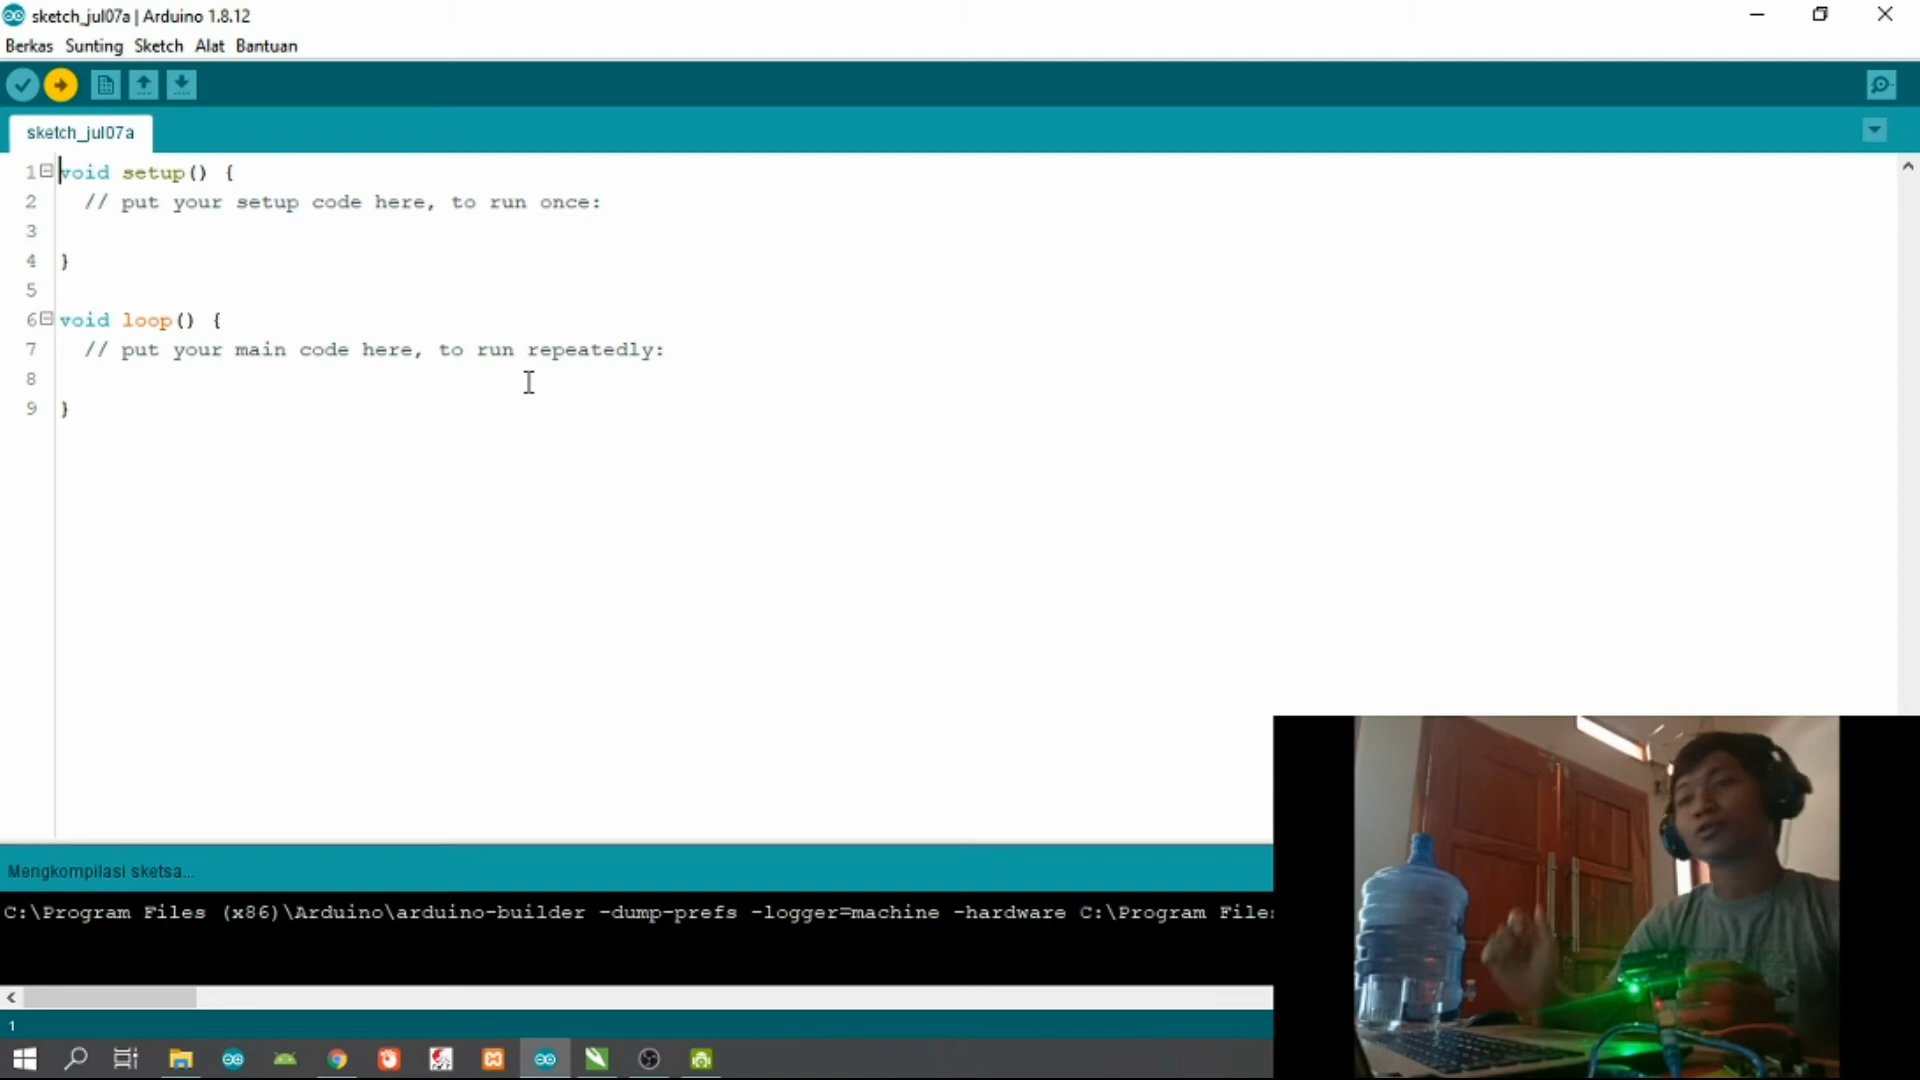 sketch_jul07a | Arduino 1.8.12
Berkas Sunting Sketch Alat Bantuan
sketch_jul07a
1 void setup() {
2 // put your setup code here, to run once:
3
4 }
5
6 void loop() {
7 // put your main code here, to run repeatedly:
8
9 }
Mengkompilasi sketsa...
C:\Program Files (x86)\Arduino\arduino-builder -dump-prefs -logger=machine -hardware C:\Program Files
1